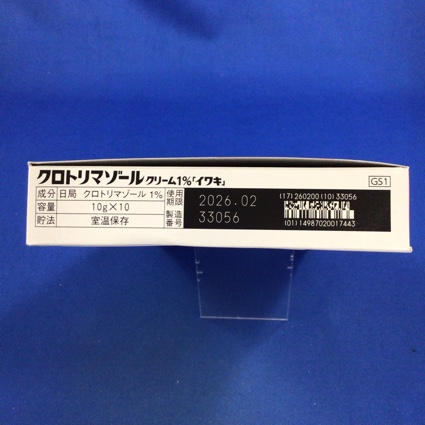 クロトリマゾールクリーム1%「イワキ」
GS1
成分 日局 クロトリマゾール 1%
容量 10g×10
貯法 室温保存
使用期限 2026.02
製造番号 33056
(17)260200(10)33056
(01)14987020017443